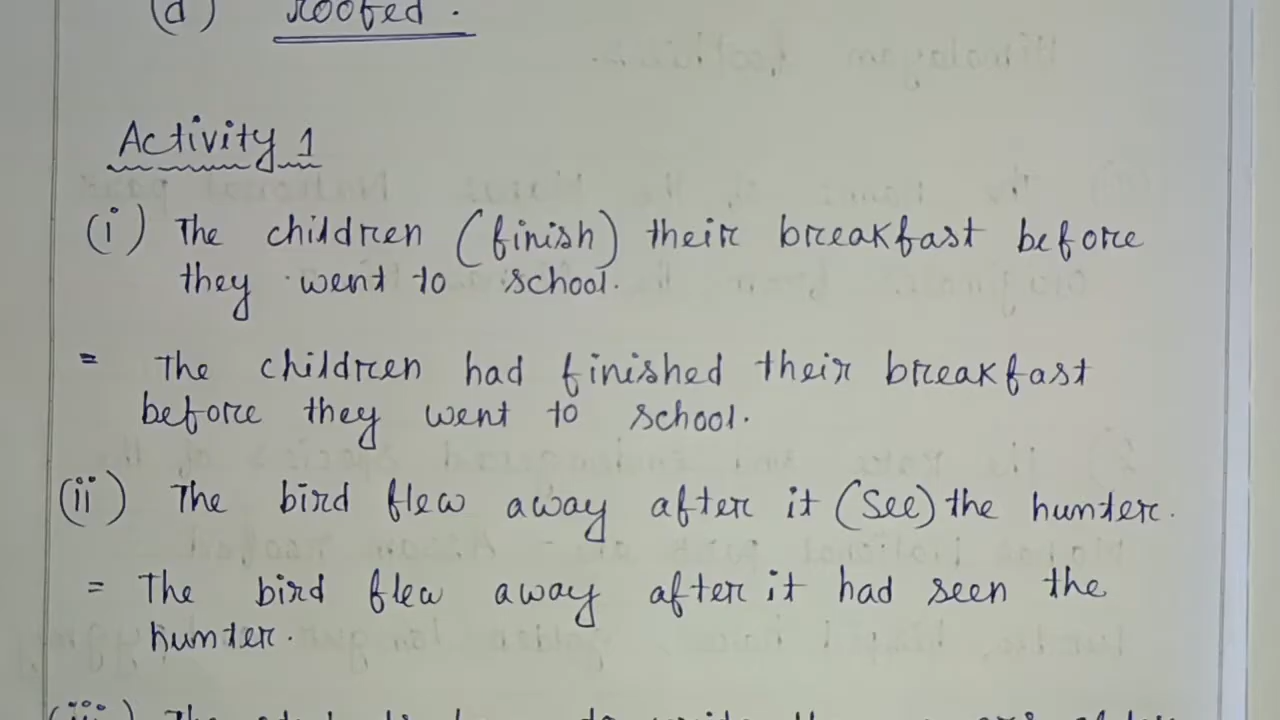 (d) roofed.
Activity 1
(i) The children (finish) their breakfast before
they went to school.
= The children had finished their breakfast
before they went to school.
(ii) The bird flew away after it (see) the hunter.
= The bird flew away after it had seen the
hunter.
(iii) The